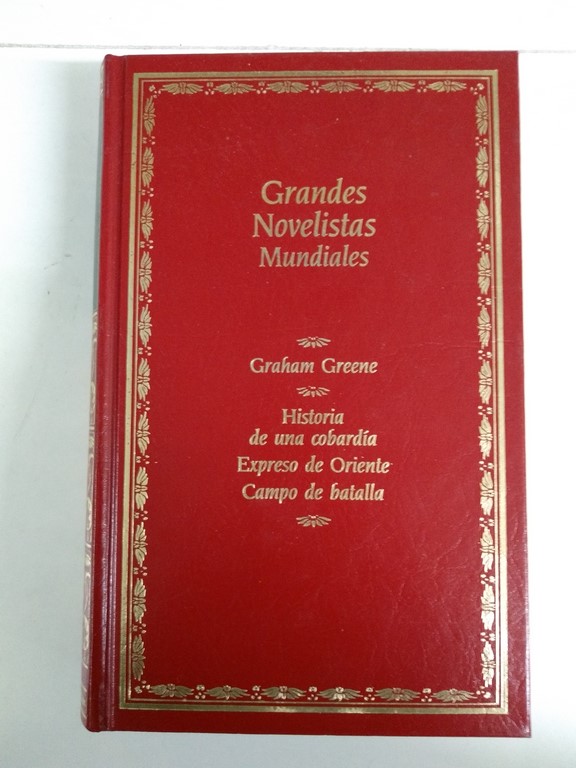 Grandes
Novelistas
Mundiales
Graham Greene
Historia
de una cobardía
Expreso de Oriente
Campo de batalla